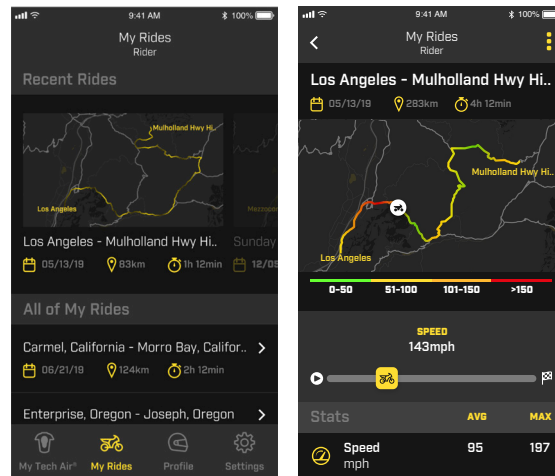 9:41 AM
100%
My Rides
Rider
Recent Rides
Mulholland Hwy Hi..
Los Angeles
Los Angeles - Mulholland Hwy Hi..
Sunday
05/13/19
83km
1h 12min
12/05
All of My Rides
Carmel, California - Morro Bay, Califor..
06/21/19
124km
2h 12min
Enterprise, Oregon - Joseph, Oregon
My Tech Air®
My Rides
Profile
Settings
9:41 AM
100%
My Rides
Rider
Los Angeles - Mulholland Hwy Hi..
05/13/19
283km
4h 12min
Mulholland Hwy Hi..
Los Angeles
0-50
51-100
101-150
>150
SPEED
143mph
Stats
AVG
MAX
Speed
95
197
mph